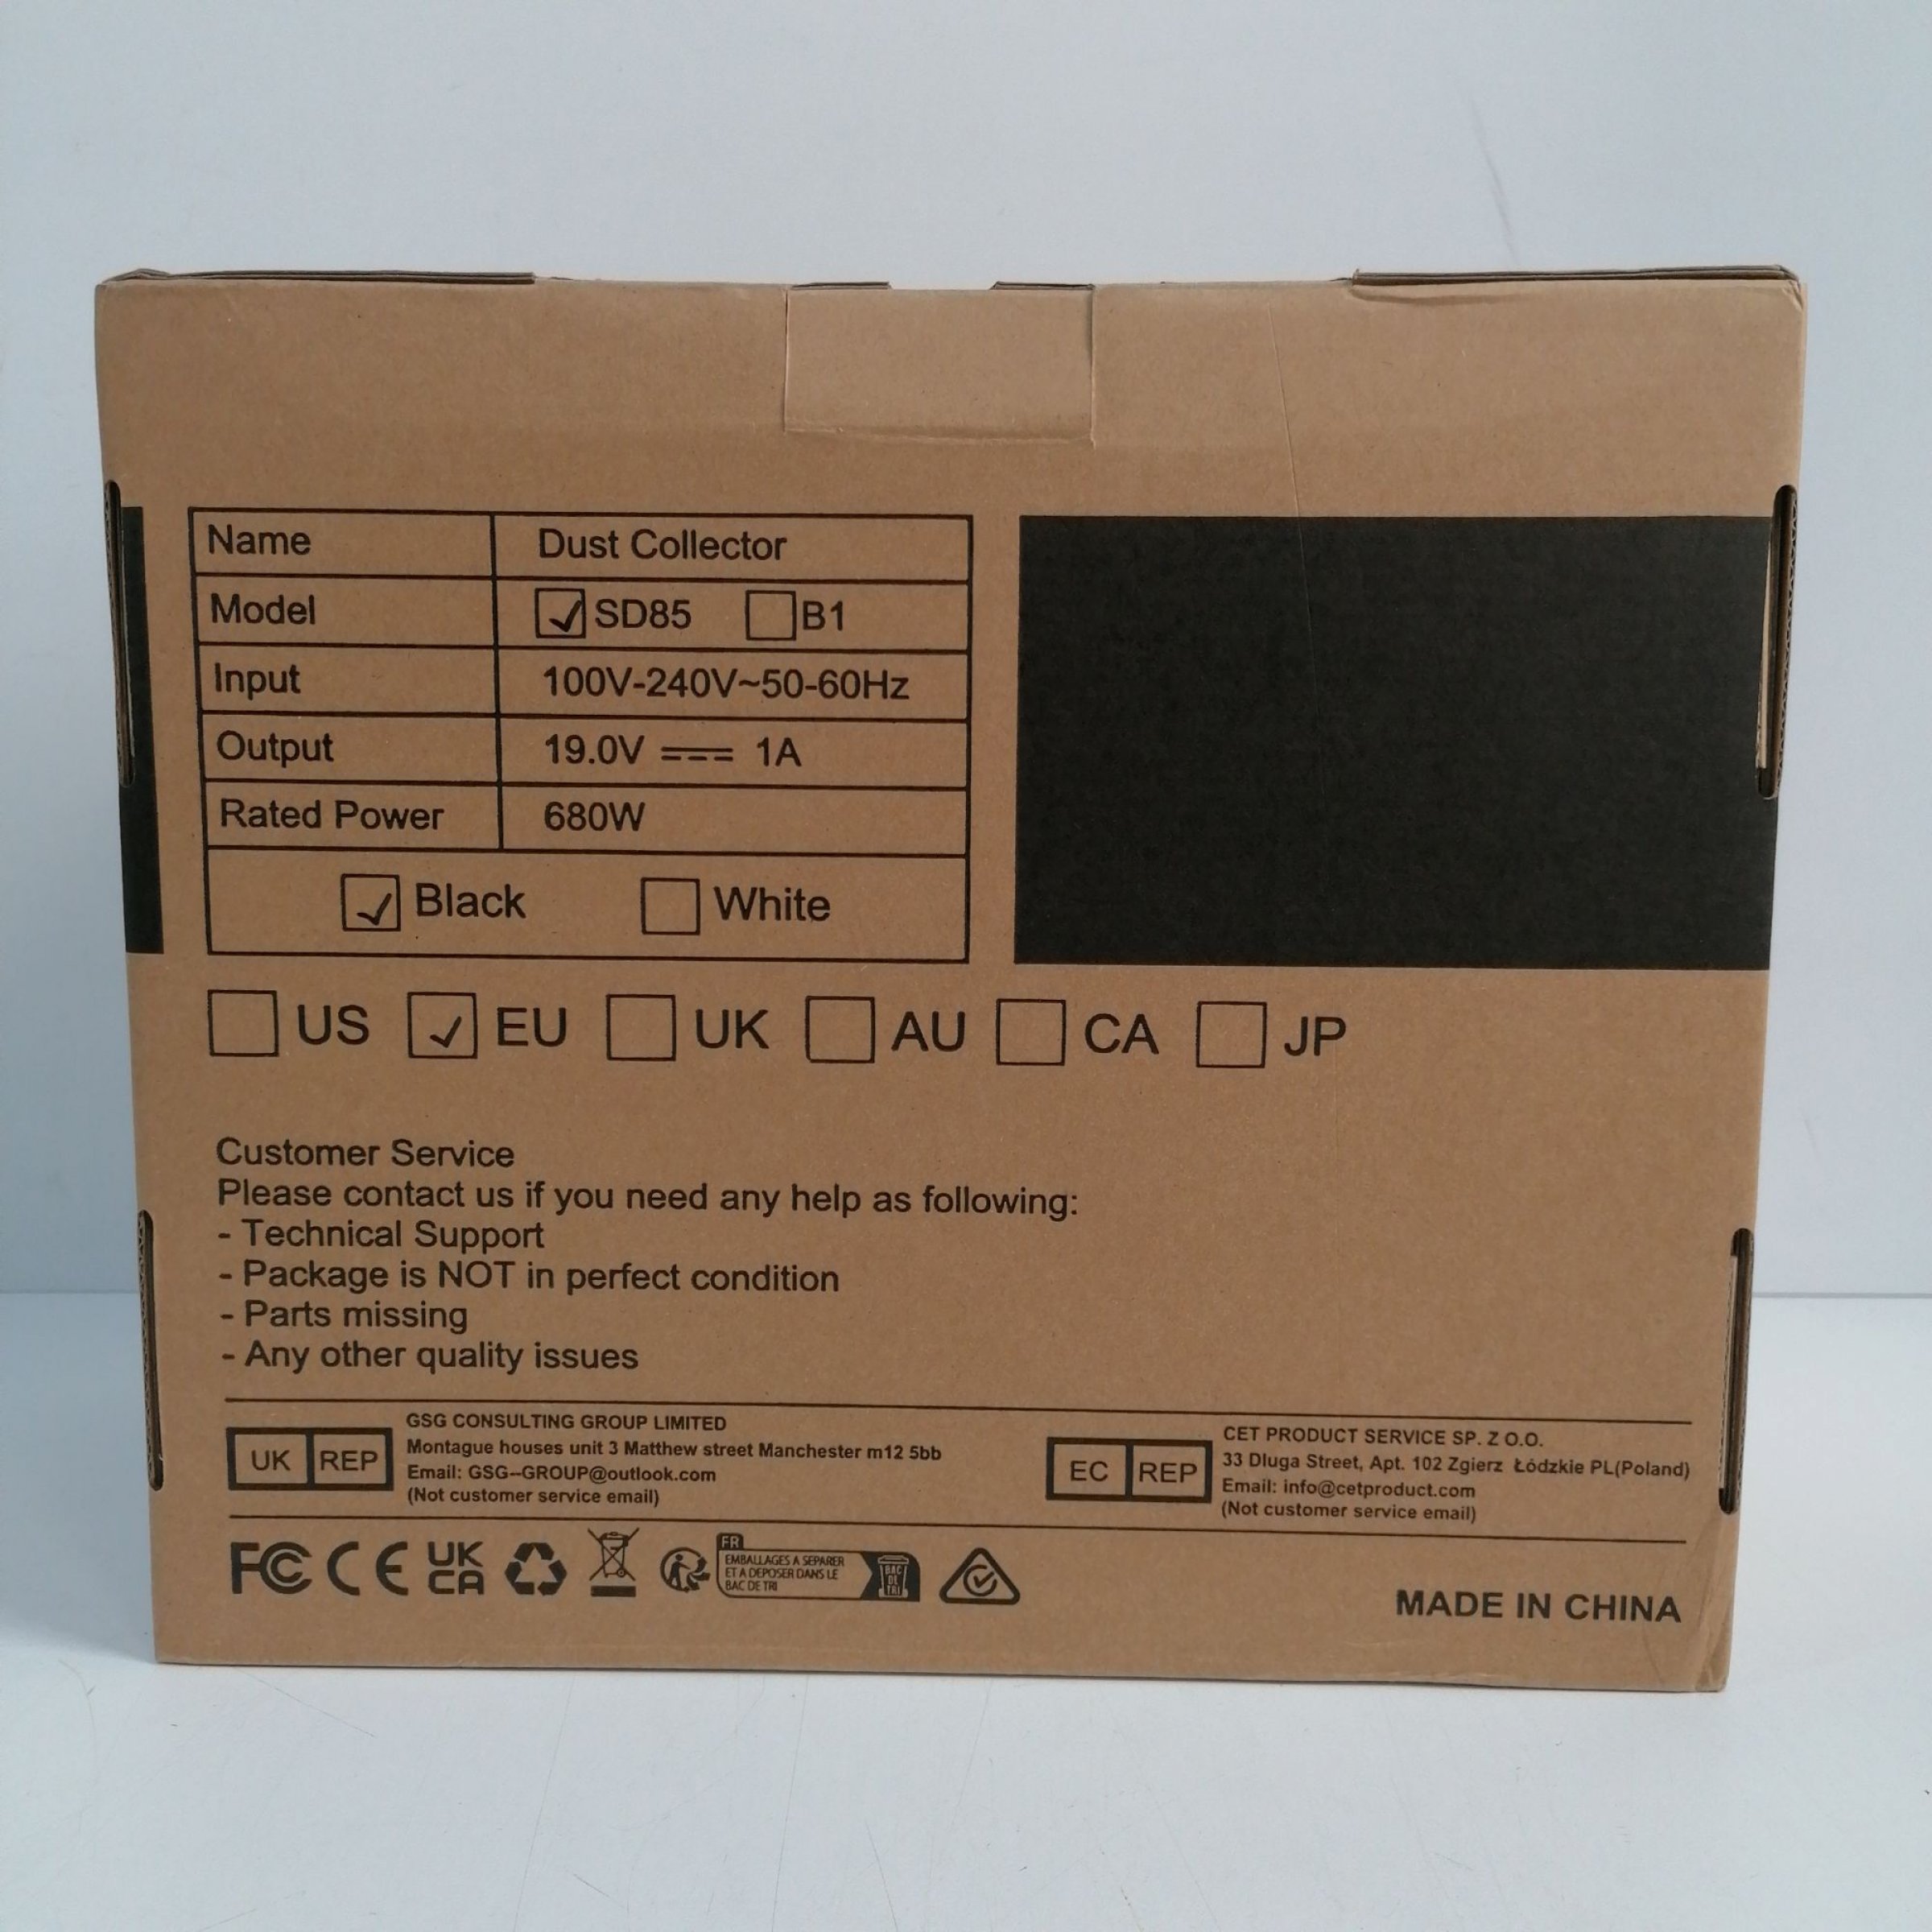 Name Dust Collector
Model SD85 B1
Input 100V-240V~50-60Hz
Output 19.0V ⎓ 1A
Rated Power 680W
Black White
US EU UK AU CA JP
Customer Service
Please contact us if you need any help as following:
- Technical Support
- Package is NOT in perfect condition
- Parts missing
- Any other quality issues
UK REP
GSG CONSULTING GROUP LIMITED
Montague houses unit 3 Matthew street Manchester m12 5bb
Email: GSG--GROUP@outlook.com
(Not customer service email)
EC REP
CET PRODUCT SERVICE SP. Z O.O.
33 Dluga Street, Apt. 102 Zgierz Łódzkie PL(Poland)
Email: info@cetproduct.com
(Not customer service email)
FC CE UK
CA
FR
EMBALLAGES A SEPARER
ET A DEPOSER DANS LE
BAC DE TRI
BAC
DE
TRI
MADE IN CHINA